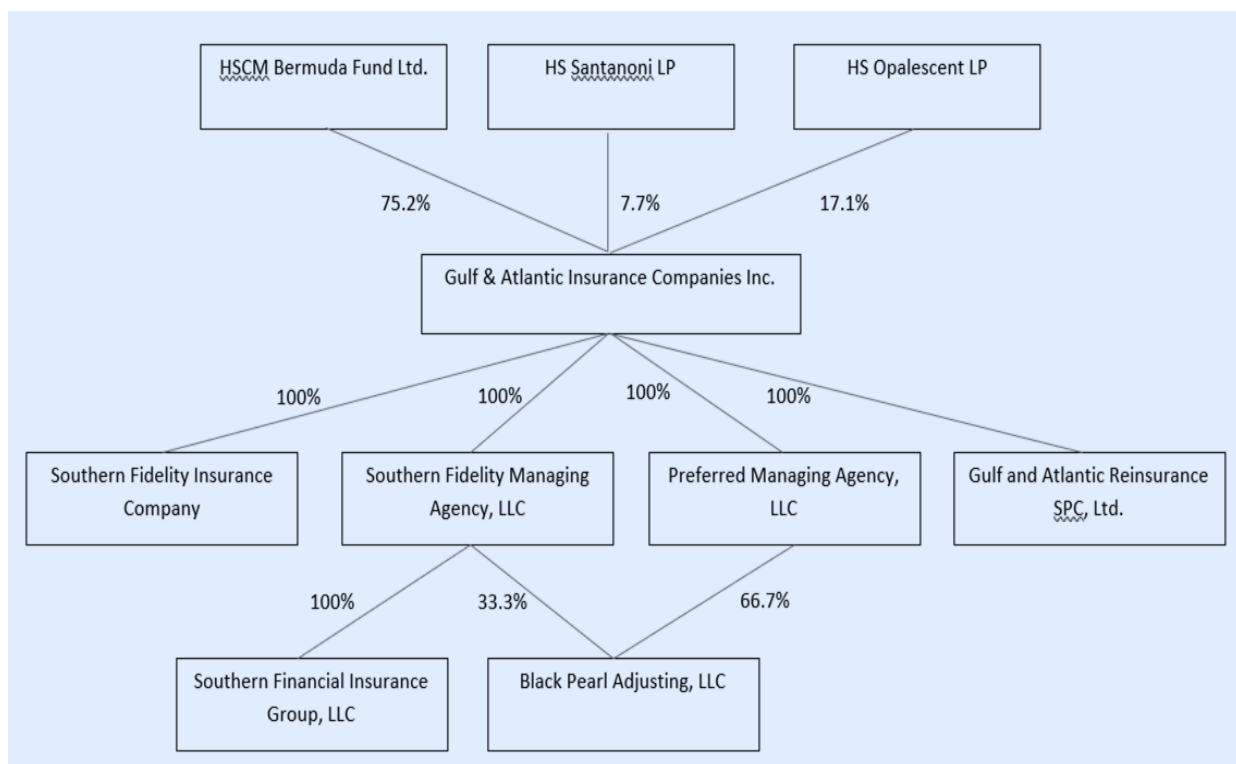 HSCM Bermuda Fund Ltd.
HS Santanoni LP
HS Opalescent LP
75.2%
7.7%
17.1%
Gulf & Atlantic Insurance Companies Inc.
100%
100%
100%
100%
Southern Fidelity Insurance
Company
Southern Fidelity Managing
Agency, LLC
Preferred Managing Agency,
LLC
Gulf and Atlantic Reinsurance
SPC, Ltd.
100%
33.3%
66.7%
Southern Financial Insurance
Group, LLC
Black Pearl Adjusting, LLC